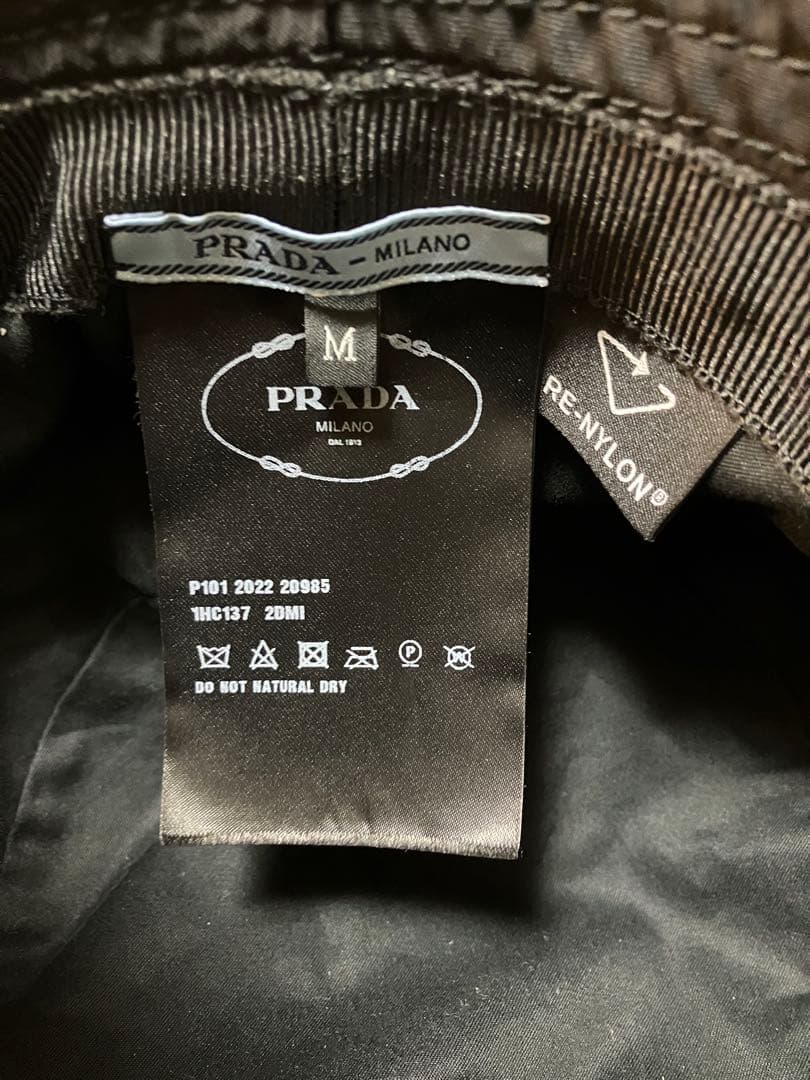 PRADA - MILANO
M
PRADA
MILANO
DAL 1913
RE-NYLON®
P101 2022 20985
1HC137 2DMI
P
W
DO NOT NATURAL DRY